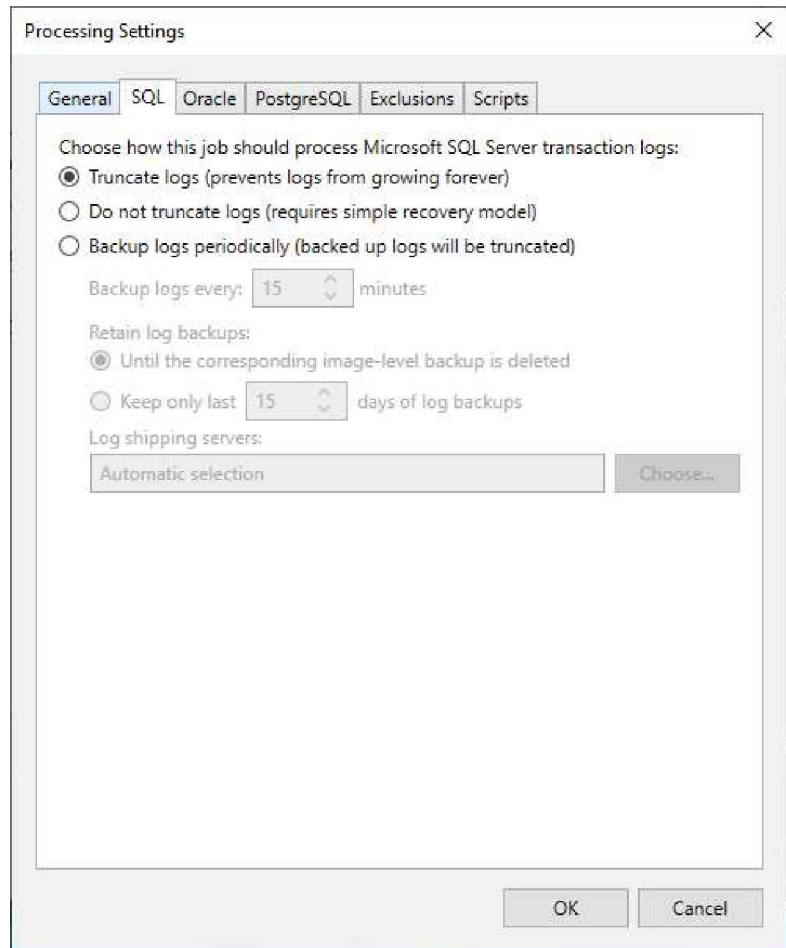 Processing Settings
General SQL Oracle PostgreSQL Exclusions Scripts
Choose how this job should process Microsoft SQL Server transaction logs:
Truncate logs (prevents logs from growing forever)
Do not truncate logs (requires simple recovery model)
Backup logs periodically (backed up logs will be truncated)
Backup logs every: 15 minutes
Retain log backups:
Until the corresponding image-level backup is deleted
Keep only last 15 days of log backups
Log shipping servers:
Automatic selection Choose...
OK Cancel